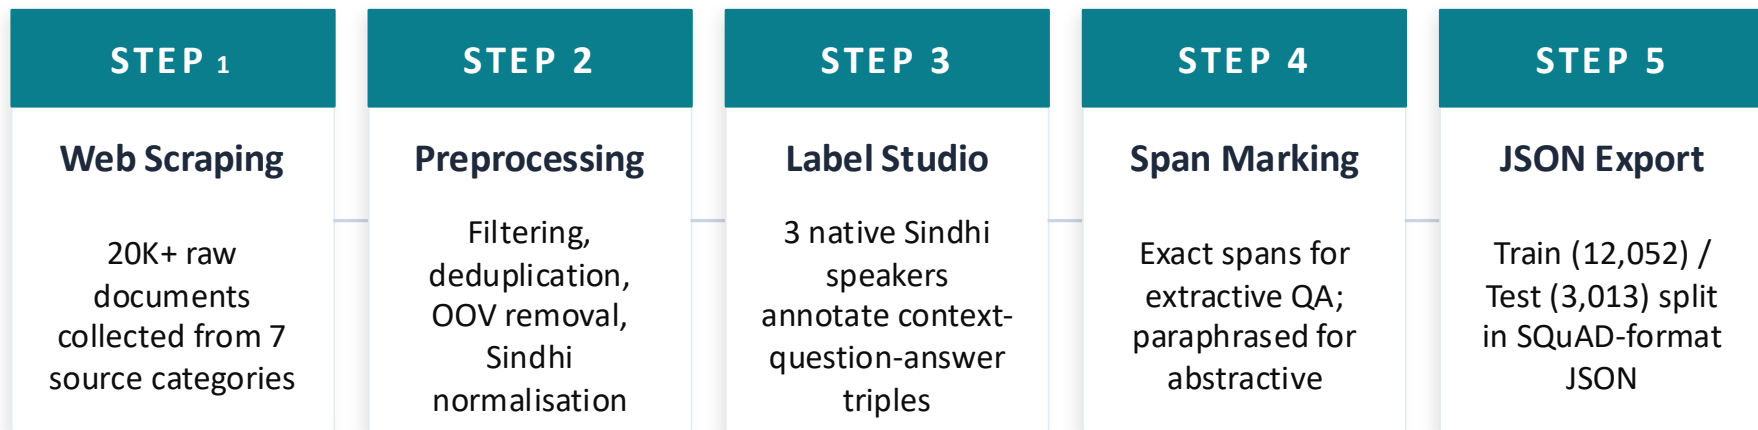 STEP 1
Web Scraping
20K+ raw
documents
collected from 7
source categories
STEP 2
Preprocessing
Filtering,
deduplication,
OOV removal,
Sindhi
normalisation
STEP 3
Label Studio
3 native Sindhi
speakers
annotate context-
question-answer
triples
STEP 4
Span Marking
Exact spans for
extractive QA;
paraphrased for
abstractive
STEP 5
JSON Export
Train (12,052) /
Test (3,013) split
in SQuAD-format
JSON